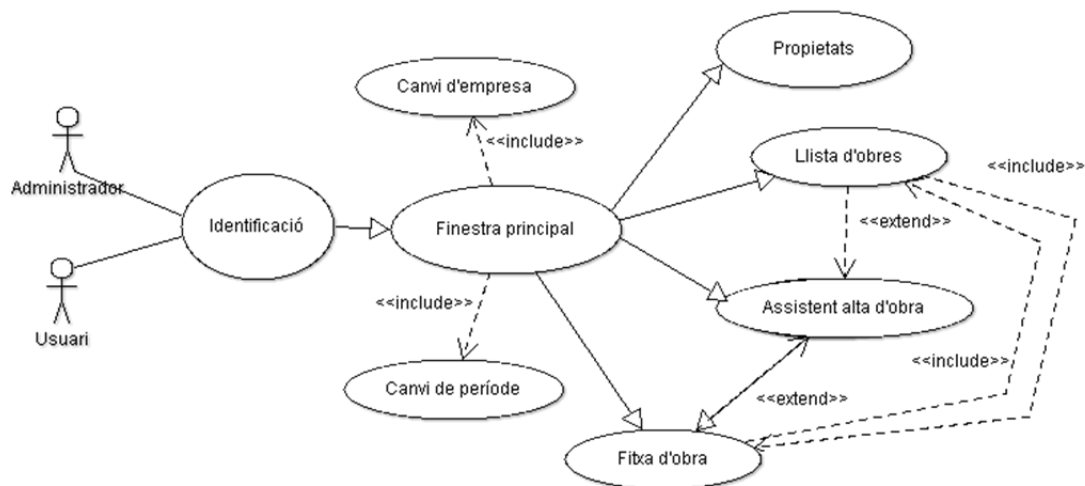 Propietats
Canvi d'empresa
<<include>>
Llista d'obres
<<include>>
Administrador
Identificació
Finestra principal
<<extend>>
<<include>>
Assistent alta d'obra
Usuari
<<include>>
Canvi de període
<<extend>>
Fitxa d'obra